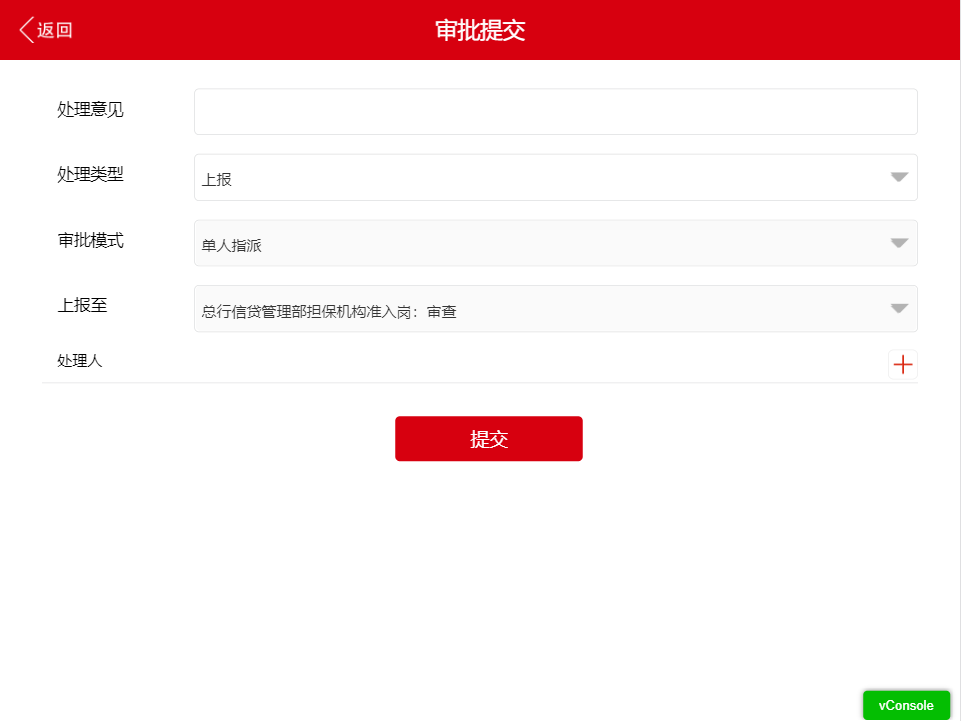 返回
审批提交
处理意见
处理类型
上报
审批模式
单人指派
上报至
总行信贷管理部担保机构准入岗：审查
处理人
提交
vConsole